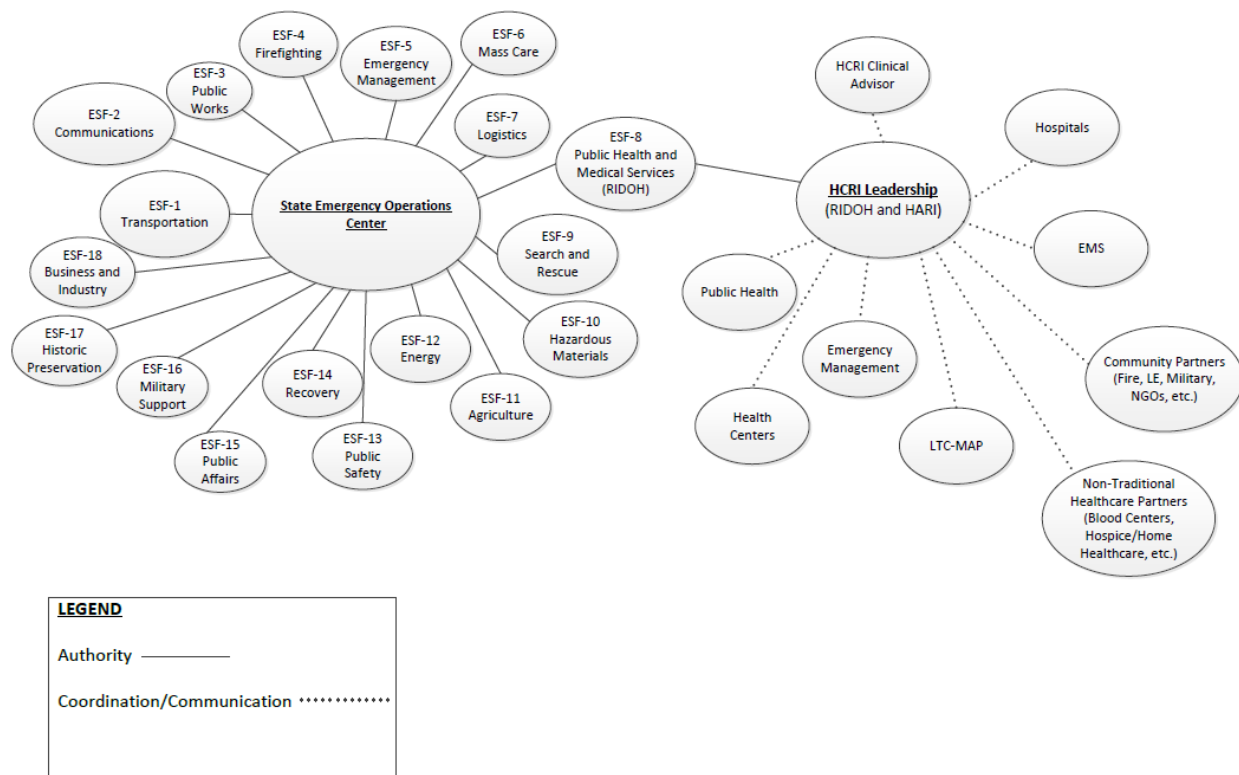 ESF-4
Firefighting
ESF-5
Emergency
Management
ESF-6
Mass Care
ESF-3
Public
Works
ESF-2
Communications
ESF-7
Logistics
ESF-8
Public Health and
Medical Services
(RIDOH)
HCRI Clinical
Advisor
Hospitals
ESF-1
Transportation
State Emergency Operations
Center
HCRI Leadership
(RIDOH and HARI)
ESF-9
Search and
Rescue
EMS
ESF-18
Business and
Industry
Public Health
ESF-10
Hazardous
Materials
ESF-17
Historic
Preservation
ESF-12
Energy
Emergency
Management
Community Partners
(Fire, LE, Military,
NGOs, etc.)
ESF-16
Military
Support
ESF-14
Recovery
ESF-11
Agriculture
Health
Centers
LTC-MAP
ESF-15
Public
Affairs
ESF-13
Public
Safety
Non-Traditional
Healthcare Partners
(Blood Centers,
Hospice/Home
Healthcare, etc.)
LEGEND
Authority
Coordination/Communication